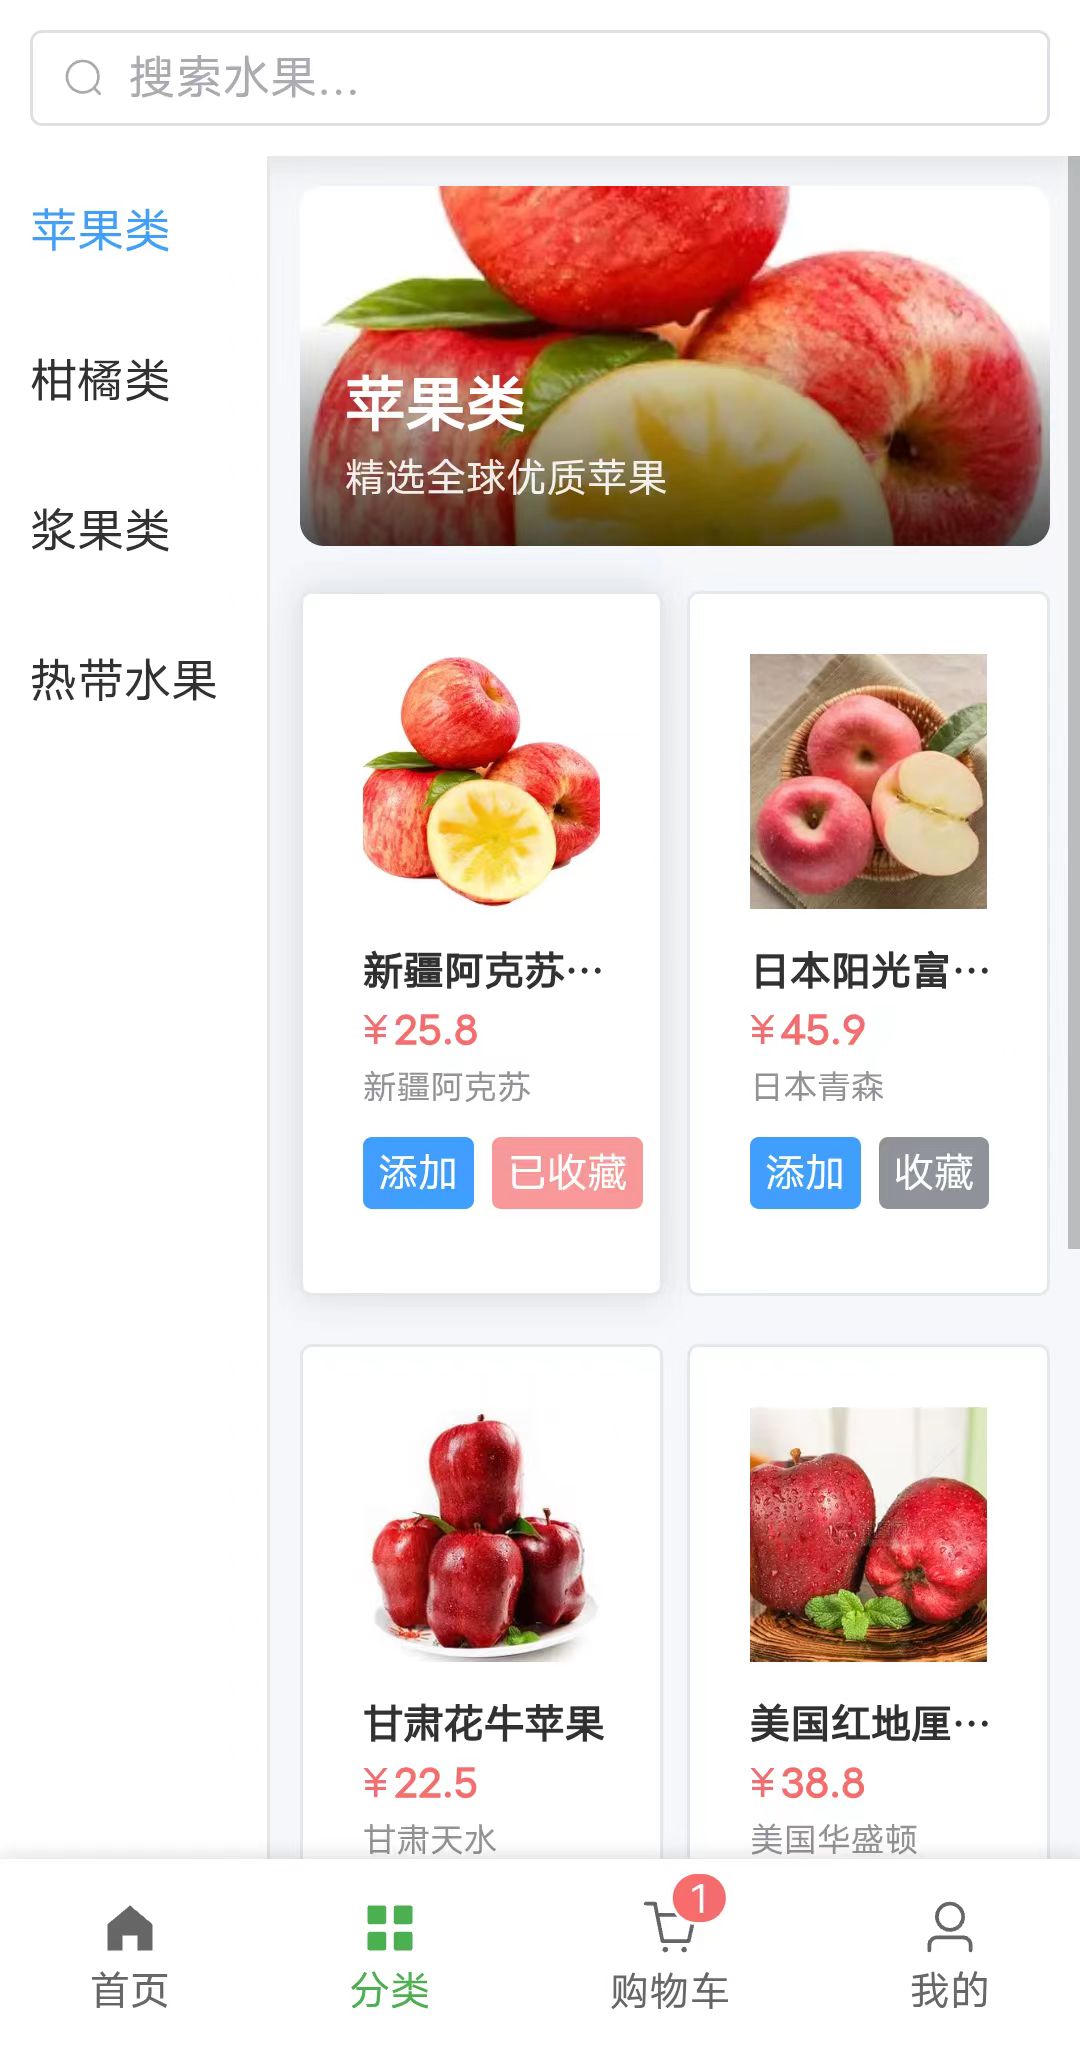 搜索水果...
苹果类
柑橘类
浆果类
热带水果
苹果类
精选全球优质苹果
新疆阿克苏…
¥25.8
新疆阿克苏
添加 已收藏
日本阳光富…
¥45.9
日本青森
添加 收藏
甘肃花牛苹果
¥22.5
甘肃天水
美国红地厘…
¥38.8
美国华盛顿
首页
分类
1
购物车
我的